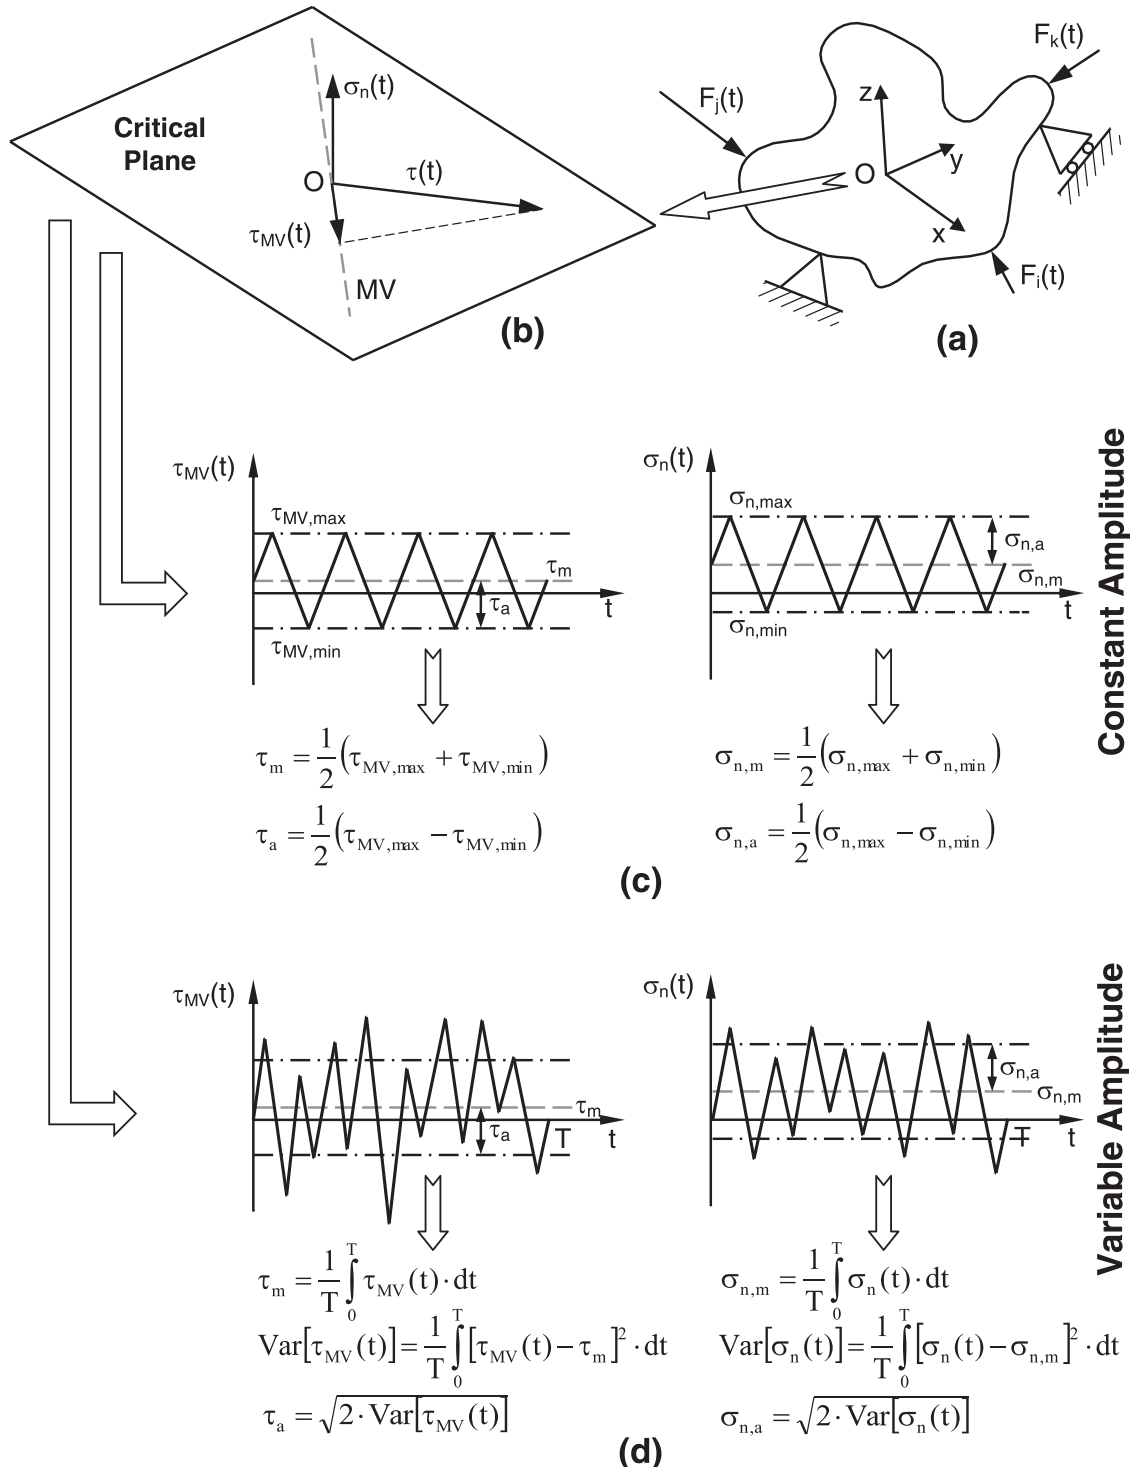 Critical
Plane
σn(t)
O
τ(t)
τMV(t)
MV
(b)
Fk(t)
Fj(t)
z
O
y
x
Fi(t)
(a)
τMV(t)
τMV,max
τm
τa
t
τMV,min
σn(t)
σn,max
σn,a
σn,m
t
σn,min
Constant Amplitude
τm = 1/2 (τMV,max + τMV,min)
τa = 1/2 (τMV,max − τMV,min)
σn,m = 1/2 (σn,max + σn,min)
σn,a = 1/2 (σn,max − σn,min)
(c)
τMV(t)
τm
τa
T
t
σn(t)
σn,a
σn,m
T
t
Variable Amplitude
τm = 1/T ∫0T τMV(t)·dt
Var[τMV(t)] = 1/T ∫0T [τMV(t) − τm]2 · dt
τa = √2·Var[τMV(t)]
σn,m = 1/T ∫0T σn(t)·dt
Var[σn(t)] = 1/T ∫0T [σn(t) − σn,m]2 · dt
σn,a = √2·Var[σn(t)]
(d)